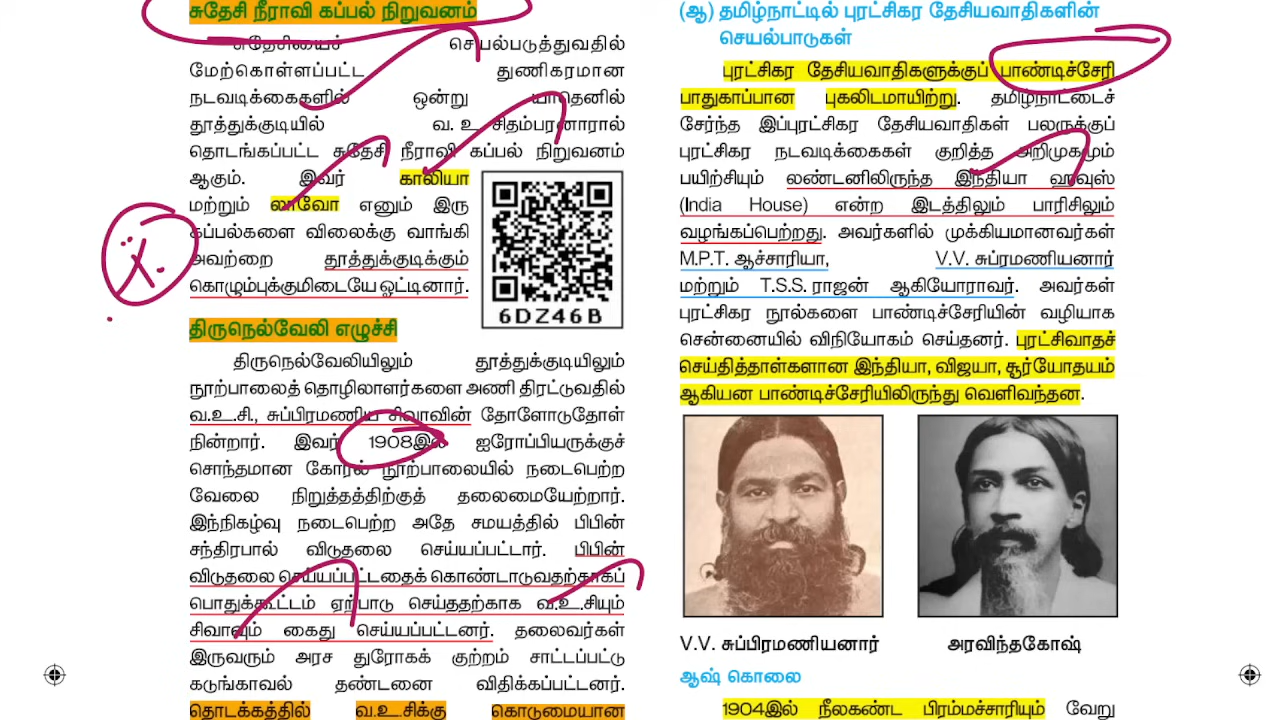 சுதேசி நீராவி கப்பல் நிறுவனம்
சுதேசியைச் செயல்படுத்துவதில்
மேற்கொள்ளப்பட்ட துணிகரமான
நடவடிக்கைகளில் ஒன்று யாதெனில்
தூத்துக்குடியில் வ. உ. சிதம்பரனாரால்
தொடங்கப்பட்ட சுதேசி நீராவி கப்பல் நிறுவனம்
ஆகும். இவர் காலியா
மற்றும் லாவோ எனும் இரு
கப்பல்களை விலைக்கு வாங்கி
அவற்றை தூத்துக்குடிக்கும்
கொழும்புக்குமிடையே ஓட்டினார்.
6DZ46B
திருநெல்வேலி எழுச்சி
திருநெல்வேலியிலும் தூத்துக்குடியிலும்
நூற்பாலைத் தொழிலாளர்களை அணி திரட்டுவதில்
வ.உ.சி., சுப்பிரமணிய சிவாவின் தோளோடுதோள்
நின்றார். இவர் 1908இல் ஐரோப்பியருக்குச்
சொந்தமான கோரல் நூற்பாலையில் நடைபெற்ற
வேலை நிறுத்தத்திற்குத் தலைமையேற்றார்.
இந்நிகழ்வு நடைபெற்ற அதே சமயத்தில் பிபின்
சந்திரபால் விடுதலை செய்யப்பட்டார். பிபின்
விடுதலை செய்யப்பட்டதைக் கொண்டாடுவதற்காகப்
பொதுக்கூட்டம் ஏற்பாடு செய்ததற்காக வ.உ.சியும்
சிவாவும் கைது செய்யப்பட்டனர். தலைவர்கள்
இருவரும் அரச துரோகக் குற்றம் சாட்டப்பட்டு
கடுங்காவல் தண்டனை விதிக்கப்பட்டனர்.
தொடக்கத்தில் வ.உ.சிக்கு கொடுமையான
(ஆ) தமிழ்நாட்டில் புரட்சிகர தேசியவாதிகளின்
செயல்பாடுகள்
புரட்சிகர தேசியவாதிகளுக்குப் பாண்டிச்சேரி
பாதுகாப்பான புகலிடமாயிற்று. தமிழ்நாட்டைச்
சேர்ந்த இப்புரட்சிகர தேசியவாதிகள் பலருக்குப்
புரட்சிகர நடவடிக்கைகள் குறித்த அறிமுகமும்
பயிற்சியும் லண்டனிலிருந்த இந்தியா ஹவுஸ்
(India House) என்ற இடத்திலும் பாரிசிலும்
வழங்கப்பெற்றது. அவர்களில் முக்கியமானவர்கள்
M.P.T. ஆச்சாரியா, V.V. சுப்ரமணியனார்
மற்றும் T.S.S. ராஜன் ஆகியோராவர். அவர்கள்
புரட்சிகர நூல்களை பாண்டிச்சேரியின் வழியாக
சென்னையில் விநியோகம் செய்தனர். புரட்சிவாதச்
செய்தித்தாள்களான இந்தியா, விஜயா, சூர்யோதயம்
ஆகியன பாண்டிச்சேரியிலிருந்து வெளிவந்தன.
V.V. சுப்பிரமணியனார் அரவிந்தகோஷ்
ஆஷ் கொலை
1904இல் நீலகண்ட பிரம்மச்சாரியும் வேறு